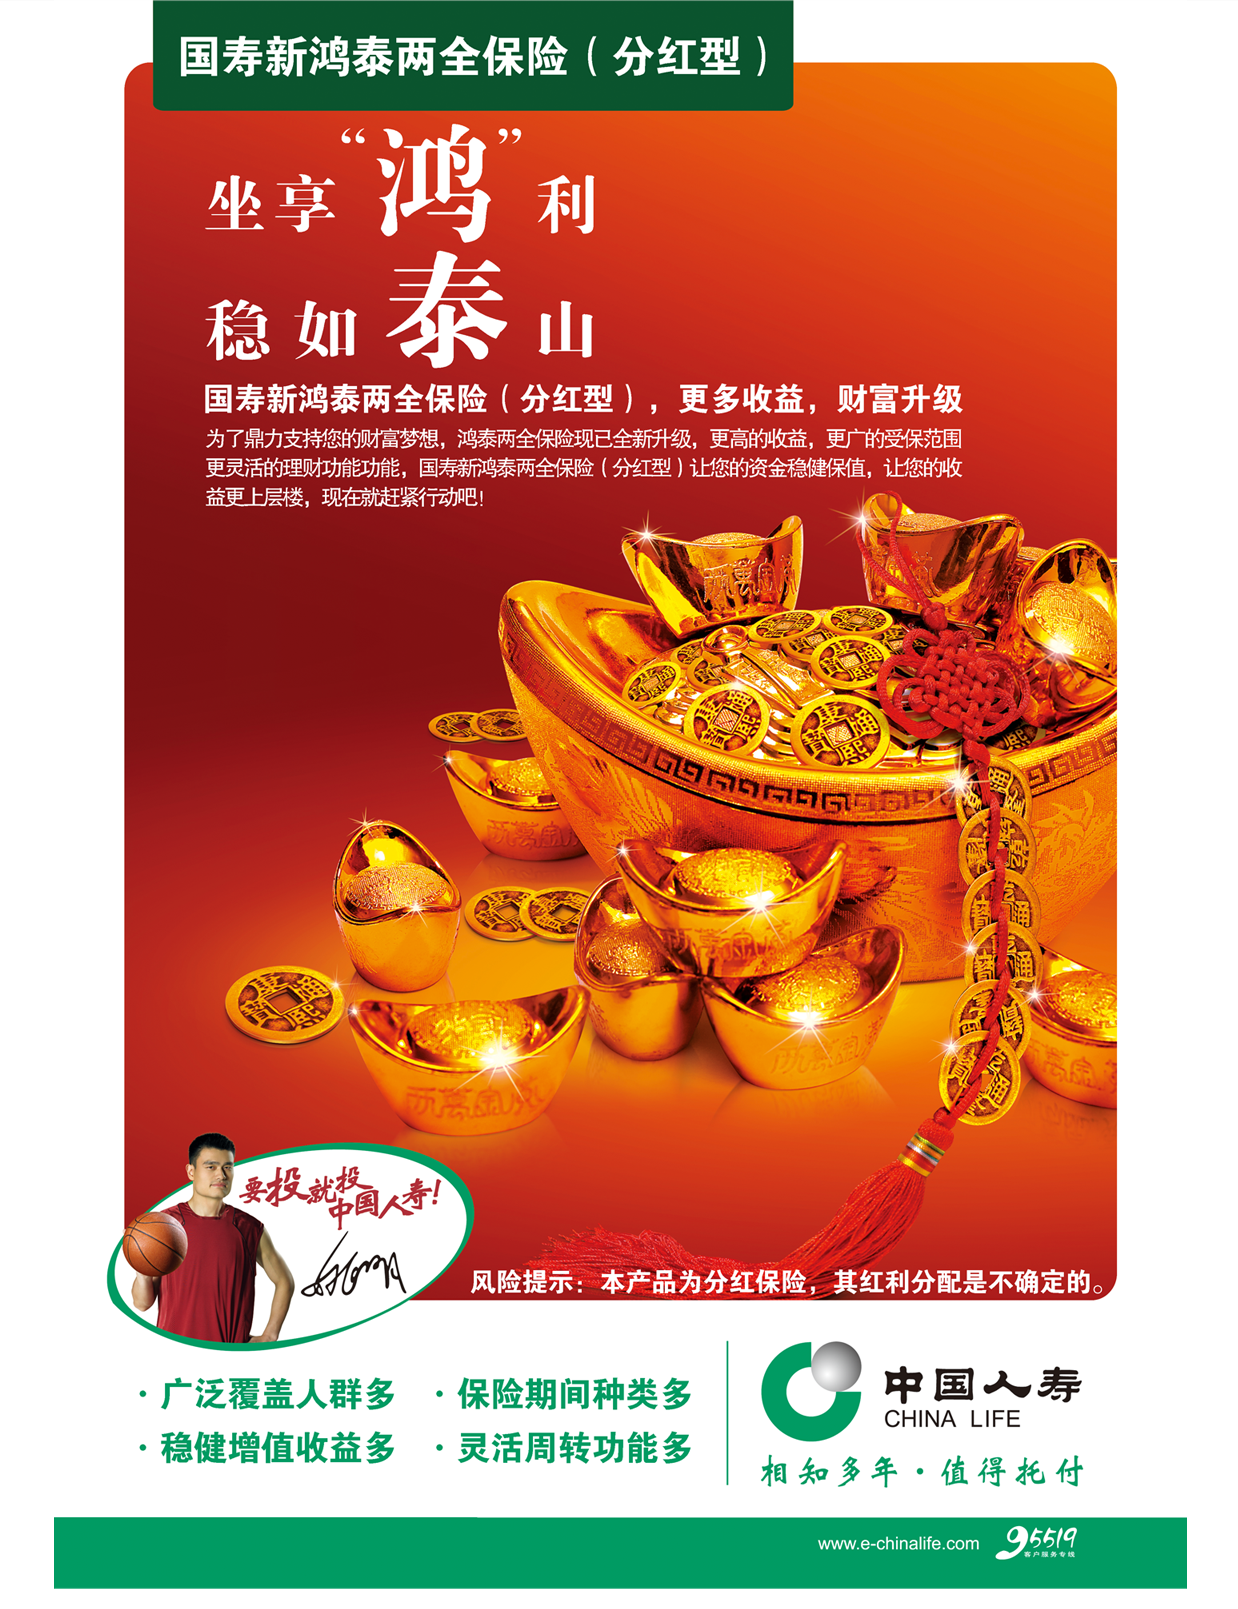 国寿新鸿泰两全保险（分红型）
坐享“鸿”利
稳如泰山
国寿新鸿泰两全保险（分红型），更多收益，财富升级
为了鼎力支持您的财富梦想，鸿泰两全保险现已全新升级，更高的收益，更广的受保范围
更灵活的理财功能功能，国寿新鸿泰两全保险（分红型）让您的资金稳健保值，让您的收
益更上层楼，现在就赶紧行动吧！
要投就投
中国人寿！
风险提示：本产品为分红保险，其红利分配是不确定的。
·广泛覆盖人群多
·保险期间种类多
·稳健增值收益多
·灵活周转功能多
中国人寿
CHINA LIFE
相知多年·值得托付
www.e-chinalife.com
95519
客户服务专线